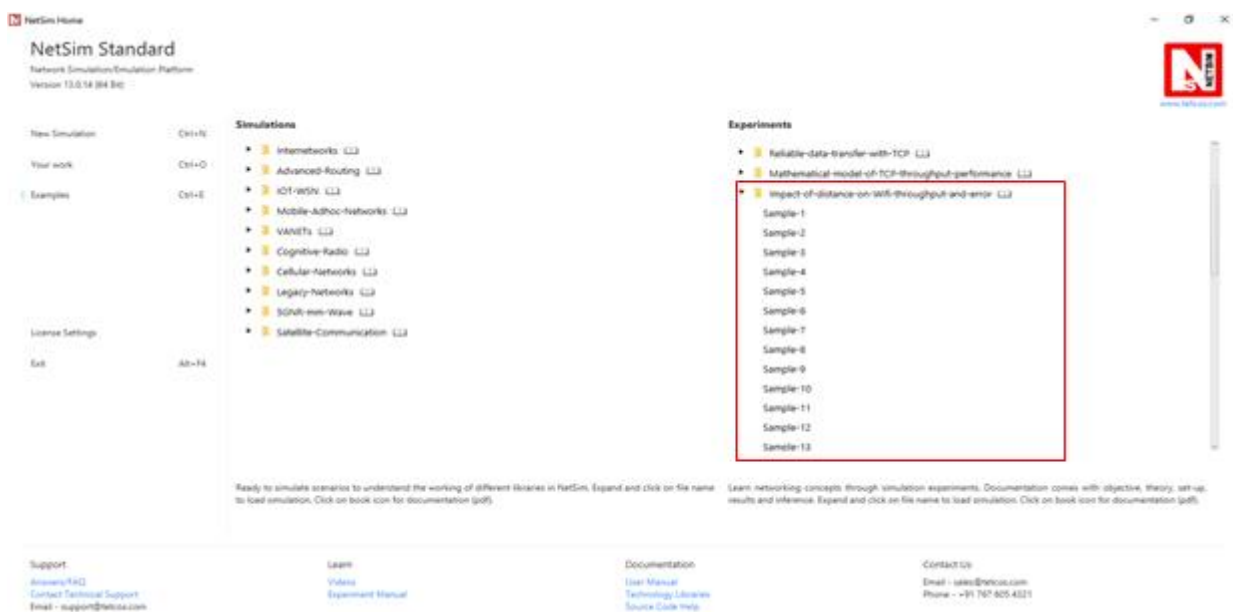 NetSim Home
NetSim Standard
Network Simulation/Emulation Platform
Version 13.0.14 (64 Bit)
NETSIM
www.tetcos.com
New Simulation Ctrl+N
Your work Ctrl+O
Examples Ctrl+E
License Settings
Exit Alt+F4
Simulations
Internetworks
Advanced-Routing
IOT-WSN
Mobile-Adhoc-Networks
VANETs
Cognitive-Radio
Cellular-Networks
Legacy-Networks
5GNR-mm-Wave
Satellite-Communication
Ready to simulate scenarios to understand the working of different libraries in NetSim. Expand and click on file name
to load simulation. Click on book icon for documentation (pdf).
Experiments
Reliable-data-transfer-with-TCP
Mathematical-model-of-TCP-throughput-performance
Impact-of-distance-on-Wifi-throughput-and-error
Sample-1
Sample-2
Sample-3
Sample-4
Sample-5
Sample-6
Sample-7
Sample-8
Sample-9
Sample-10
Sample-11
Sample-12
Sample-13
Learn networking concepts through simulation experiments. Documentation comes with objective, theory, set-up,
results and inference. Expand and click on file name to load simulation. Click on book icon for documentation (pdf).
Support
Answers/FAQ
Contact Technical Support
Email - support@tetcos.com
Learn
Videos
Experiment Manual
Documentation
User Manual
Technology Libraries
Source Code Help
Contact Us
Email - sales@tetcos.com
Phone - +91 767 605 4321